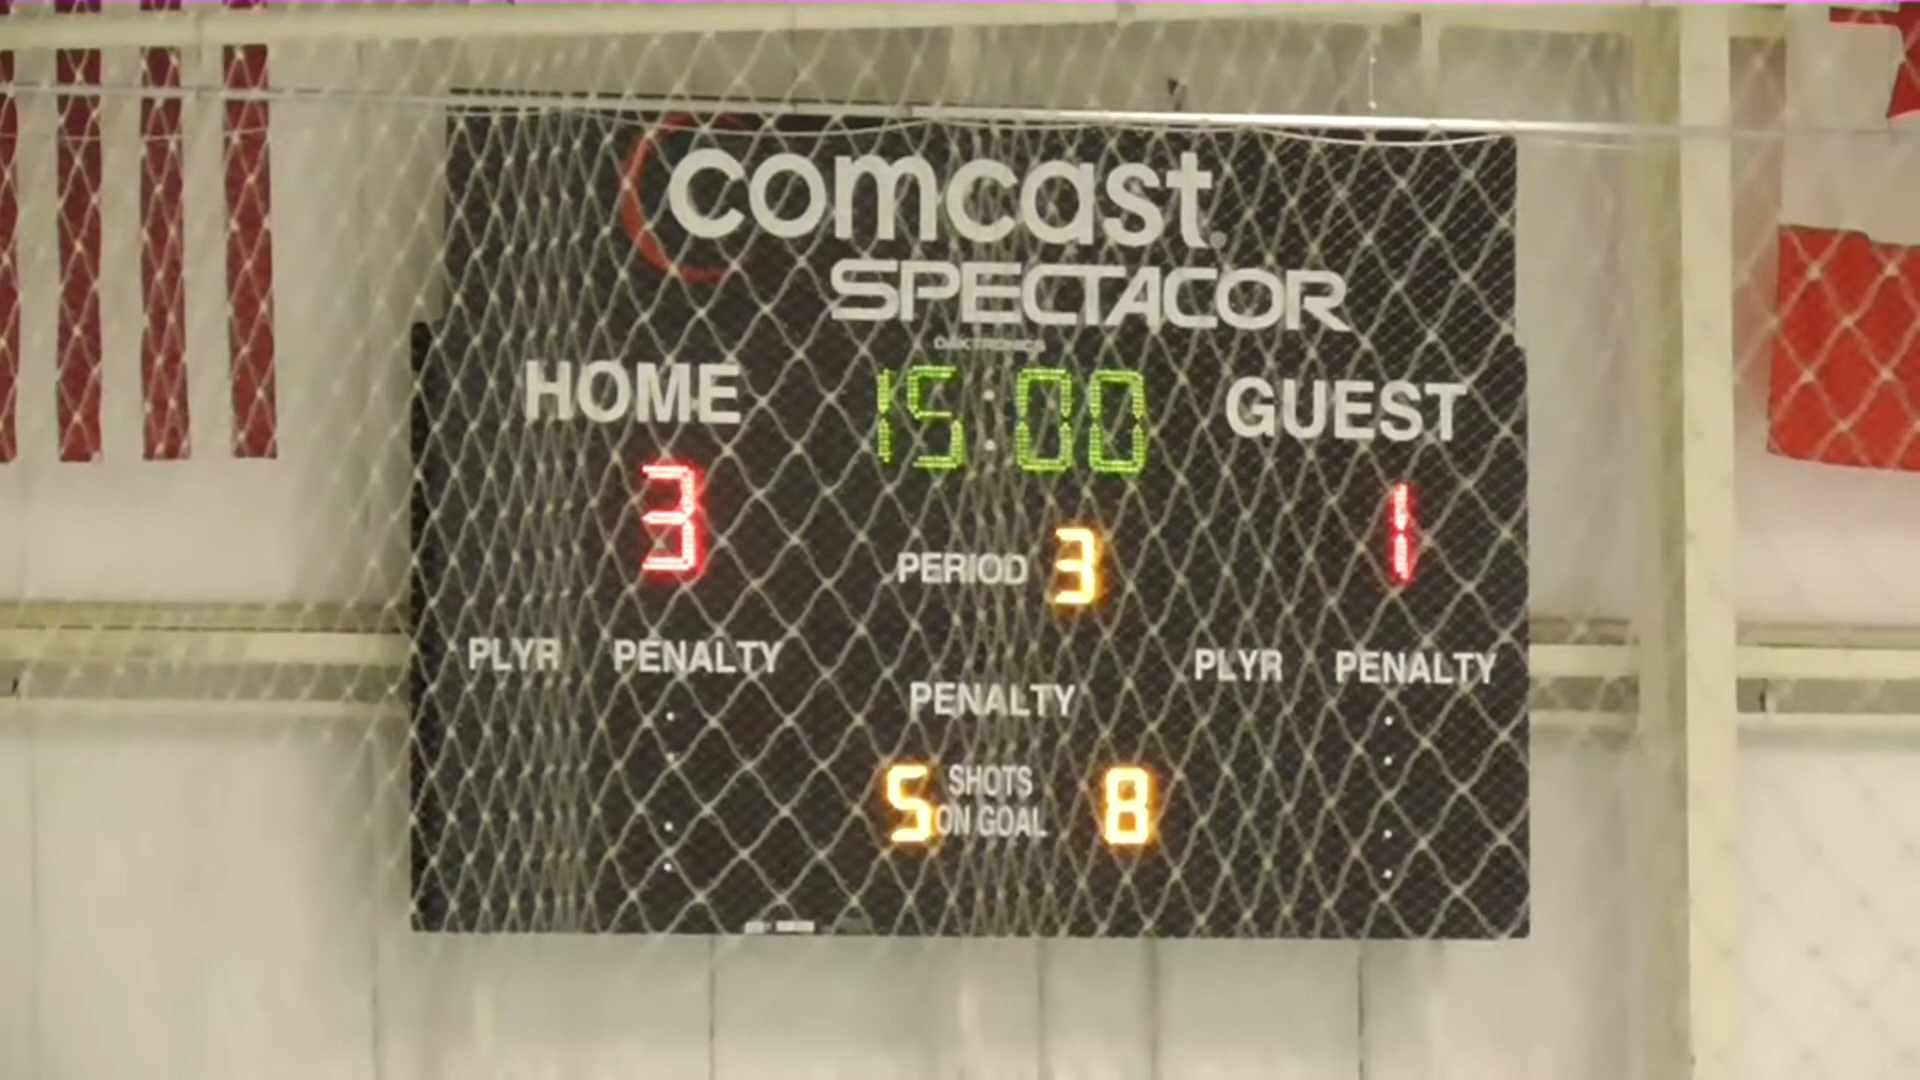 comcast
SPECTACOR
DAKTRONICS
HOME 15:00 GUEST
3 1
PERIOD 3
PLYR PENALTY PLYR PENALTY
PENALTY
5 SHOTS ON GOAL 8